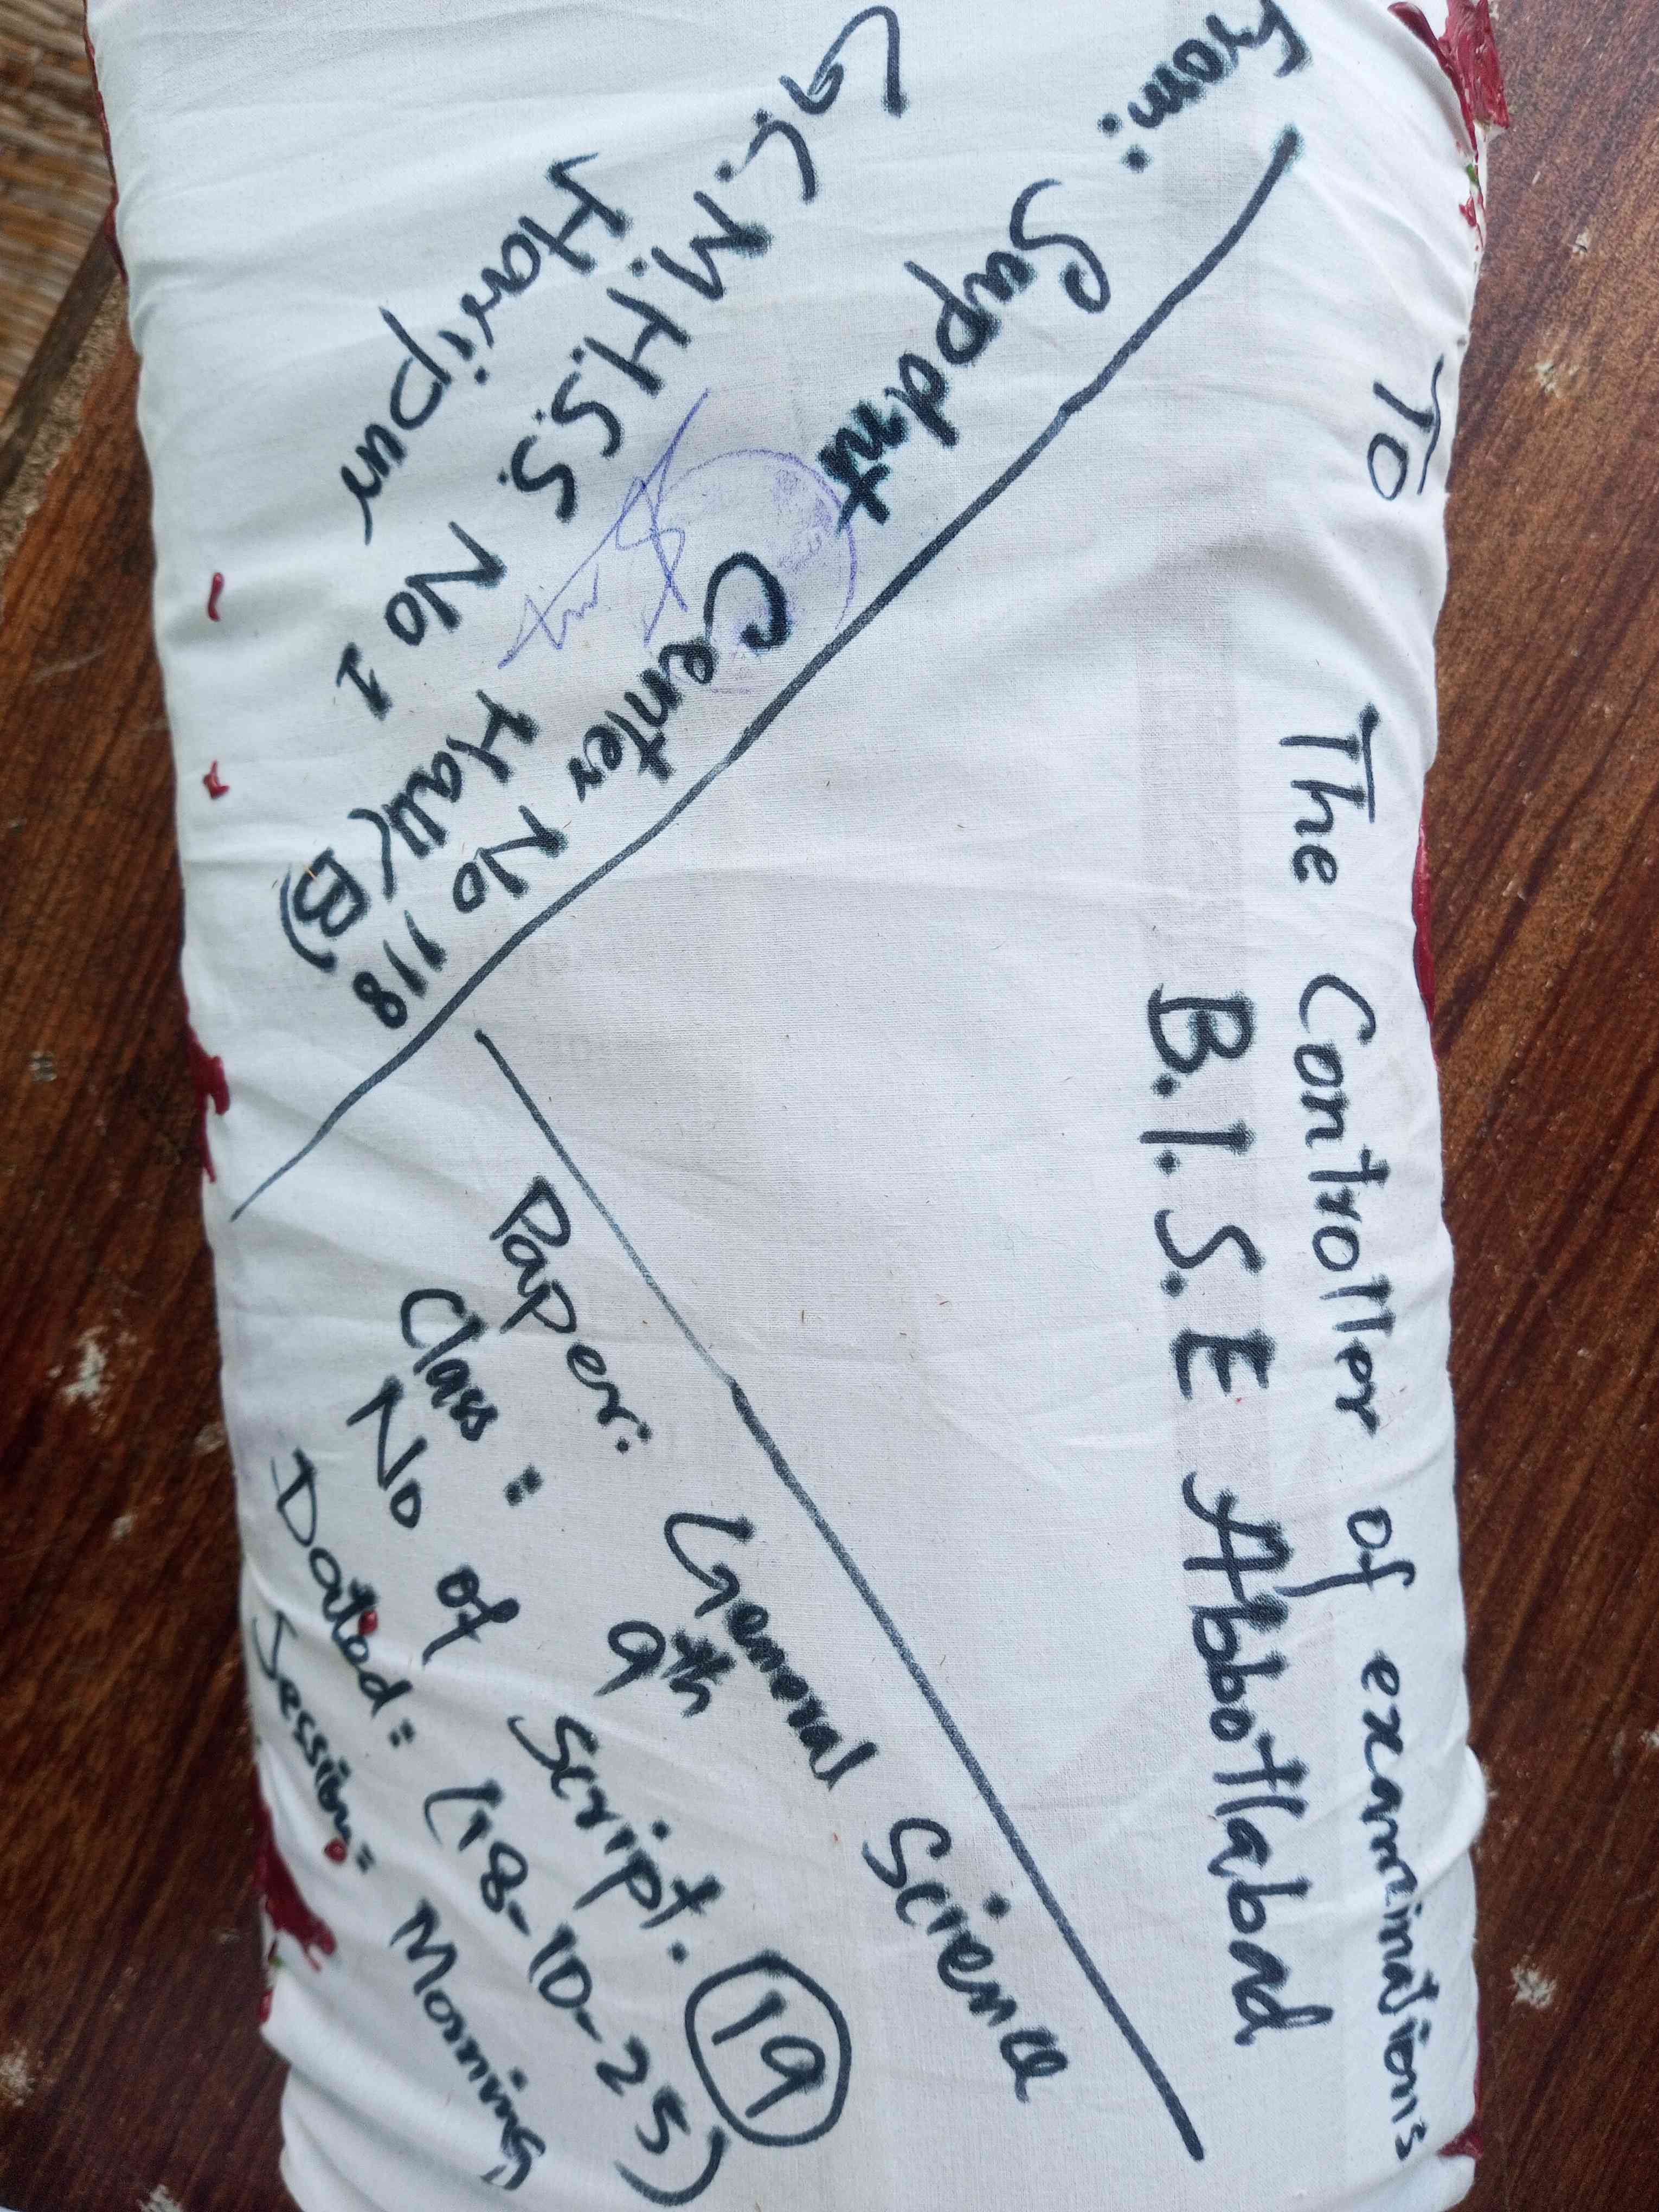 To
The Controller of examinations
B.I.S.E Abbottabad
From:
Supdnt
G.C.M.H.S.S No 1
Haripur
Center No 118
Hall (B)
Paper: General Science
Class: 9th
No of Script. 19
Dated: (18-10-25)
Session: Morning